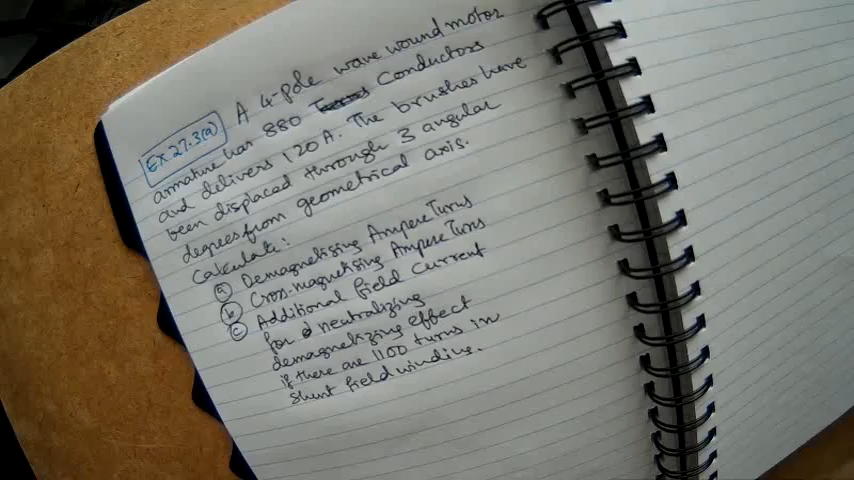 Ex 27.3(a) A 4-pole wave wound motor
armature has 880 Conductors
and delivers 120 A. The brushes have
been displaced through 3 angular
degrees from geometrical axis.
Calculate:
(a) Demagnetising Ampere Turns
(b) Cross-magnetising Ampere Turns
(c) Additional field Current
for neutralizing
demagnetizing effect
if there are 1100 turns in
Shunt field winding.